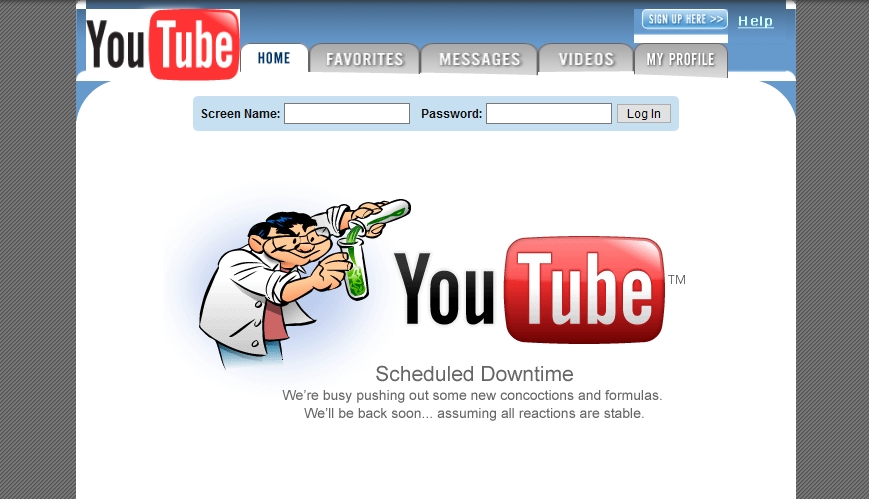 YouTube
SIGN UP HERE >>
Help
HOME
FAVORITES
MESSAGES
VIDEOS
MY PROFILE
Screen Name:
Password:
Log In
YouTube TM
Scheduled Downtime
We're busy pushing out some new concoctions and formulas.
We'll be back soon... assuming all reactions are stable.